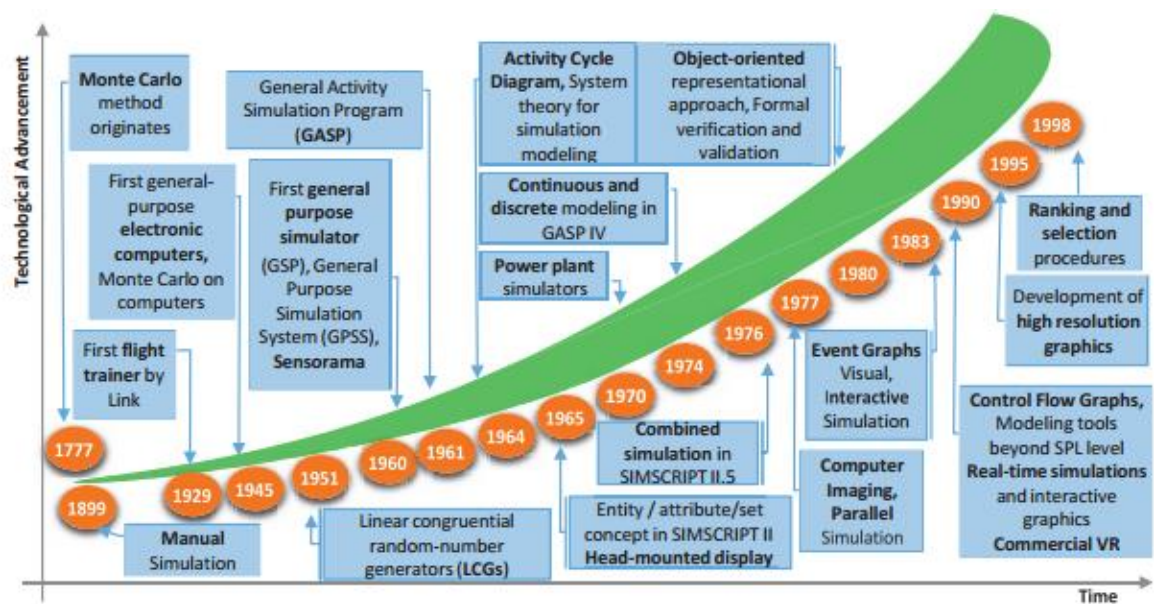 Technological Advancement
Monte Carlo
method
originates
First general-
purpose
electronic
computers,
Monte Carlo on
computers
First flight
trainer by
Link
General Activity
Simulation Program
(GASP)
First general
purpose
simulator
(GSP), General
Purpose
Simulation
System (GPSS),
Sensorama
Activity Cycle
Diagram, System
theory for
simulation
modeling
Object-oriented
representational
approach, Formal
verification and
validation
Continuous and
discrete modeling in
GASP IV
Power plant
simulators
1777
1899
1929
1945
1951
1960
1961
1964
1965
1970
1974
1976
1977
1980
1983
1990
1995
1998
Manual
Simulation
Linear congruential
random-number
generators (LCGs)
Entity / attribute/set
concept in SIMSCRIPT II
Head-mounted display
Combined
simulation in
SIMSCRIPT II.5
Computer
Imaging,
Parallel
Simulation
Event Graphs
Visual,
Interactive
Simulation
Control Flow Graphs,
Modeling tools
beyond SPL level
Real-time simulations
and interactive
graphics
Commercial VR
Development of
high resolution
graphics
Ranking and
selection
procedures
Time